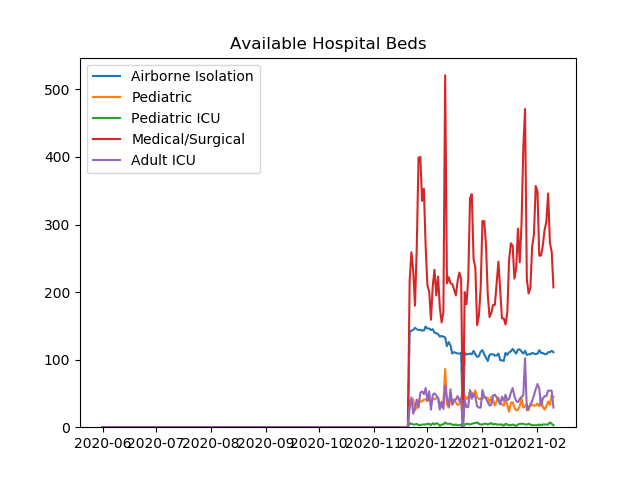 Available Hospital Beds
Airborne Isolation
Pediatric
Pediatric ICU
Medical/Surgical
Adult ICU
500
400
300
200
100
0
2020-06 2020-07 2020-08 2020-09 2020-10 2020-11 2020-12 2021-01 2021-02